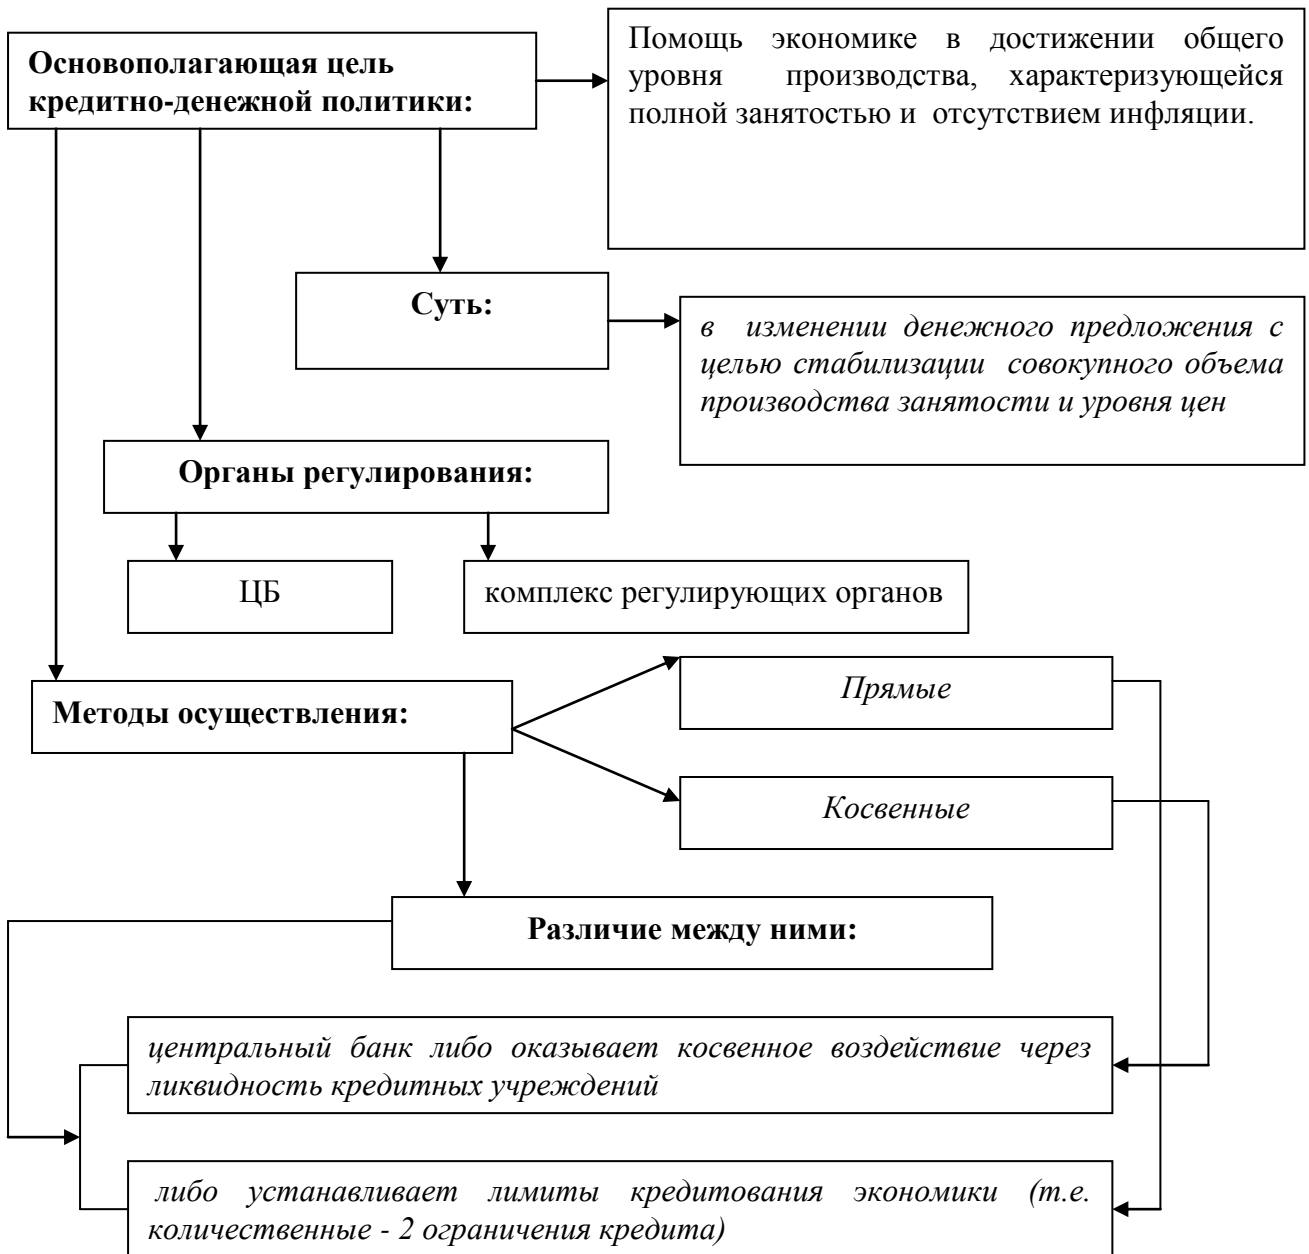 Основополагающая цель
кредитно-денежной политики:
Помощь экономике в достижении общего
уровня производства, характеризующейся
полной занятостью и отсутствием инфляции.
Суть:
в изменении денежного предложения с
целью стабилизации совокупного объема
производства занятости и уровня цен
Органы регулирования:
ЦБ
комплекс регулирующих органов
Методы осуществления:
Прямые
Косвенные
Различие между ними:
центральный банк либо оказывает косвенное воздействие через
ликвидность кредитных учреждений
либо устанавливает лимиты кредитования экономики (т.е.
количественные - 2 ограничения кредита)